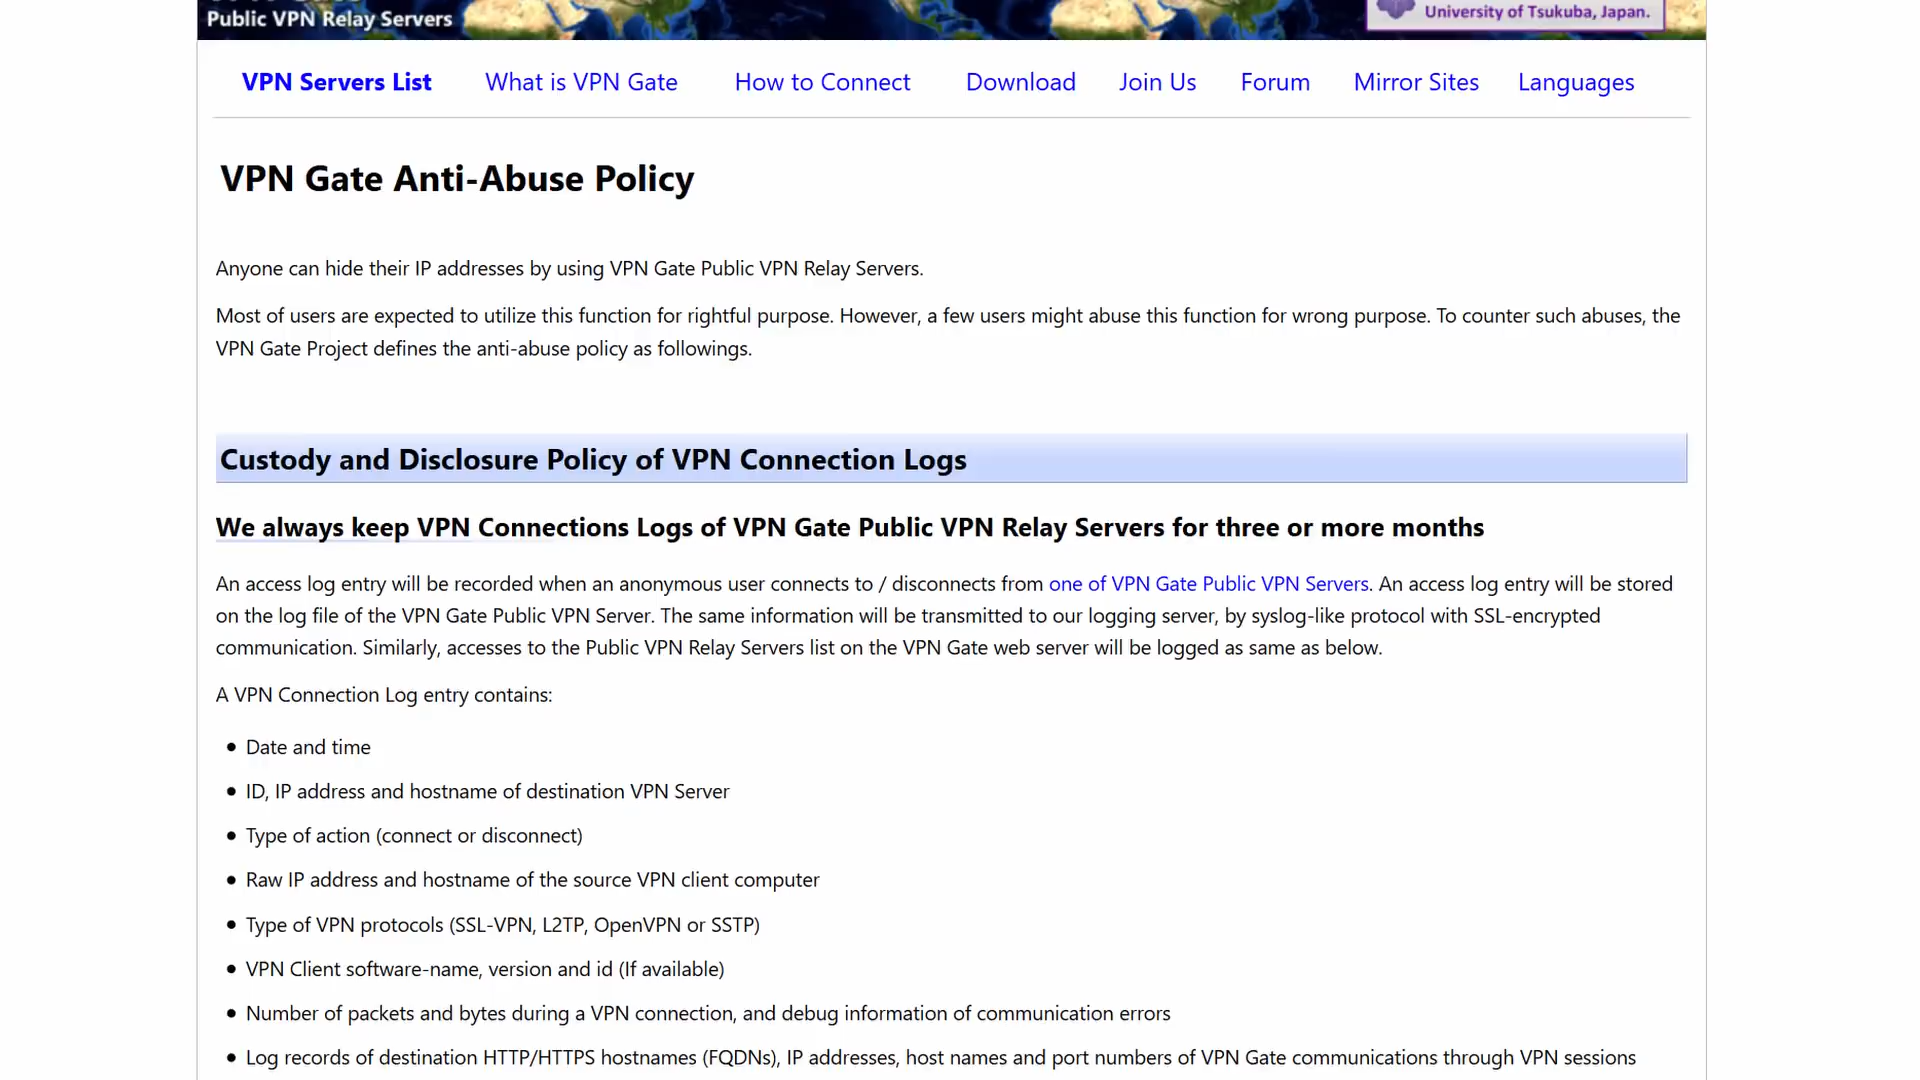 Public VPN Relay Servers
University of Tsukuba, Japan.
VPN Servers List What is VPN Gate How to Connect Download Join Us Forum Mirror Sites Languages
VPN Gate Anti-Abuse Policy
Anyone can hide their IP addresses by using VPN Gate Public VPN Relay Servers.
Most of users are expected to utilize this function for rightful purpose. However, a few users might abuse this function for wrong purpose. To counter such abuses, the
VPN Gate Project defines the anti-abuse policy as followings.
Custody and Disclosure Policy of VPN Connection Logs
We always keep VPN Connections Logs of VPN Gate Public VPN Relay Servers for three or more months
An access log entry will be recorded when an anonymous user connects to / disconnects from one of VPN Gate Public VPN Servers. An access log entry will be stored
on the log file of the VPN Gate Public VPN Server. The same information will be transmitted to our logging server, by syslog-like protocol with SSL-encrypted
communication. Similarly, accesses to the Public VPN Relay Servers list on the VPN Gate web server will be logged as same as below.
A VPN Connection Log entry contains:
• Date and time
• ID, IP address and hostname of destination VPN Server
• Type of action (connect or disconnect)
• Raw IP address and hostname of the source VPN client computer
• Type of VPN protocols (SSL-VPN, L2TP, OpenVPN or SSTP)
• VPN Client software-name, version and id (If available)
• Number of packets and bytes during a VPN connection, and debug information of communication errors
• Log records of destination HTTP/HTTPS hostnames (FQDNs), IP addresses, host names and port numbers of VPN Gate communications through VPN sessions